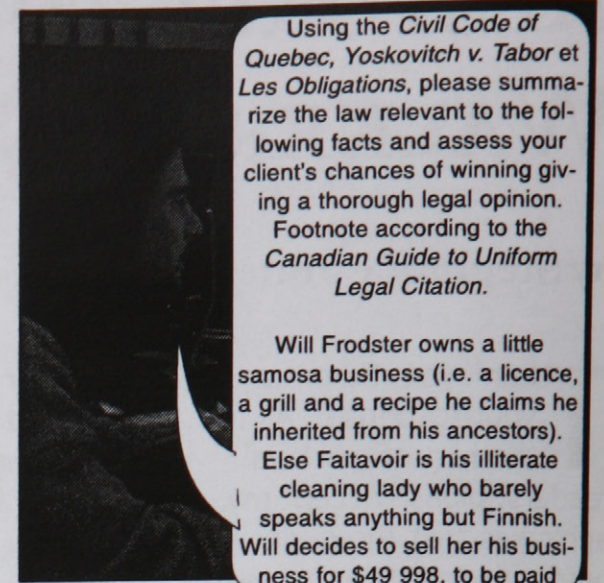 Using the Civil Code of
Quebec, Yoskovitch v. Tabor et
Les Obligations, please summa-
rize the law relevant to the fol-
lowing facts and assess your
client's chances of winning giv-
ing a thorough legal opinion.
Footnote according to the
Canadian Guide to Uniform
Legal Citation.
Will Frodster owns a little
samosa business (i.e. a licence,
a grill and a recipe he claims he
inherited from his ancestors).
Else Faitavoir is his illiterate
cleaning lady who barely
speaks anything but Finnish.
Will decides to sell her his busi-
ness for $49 998, to be paid